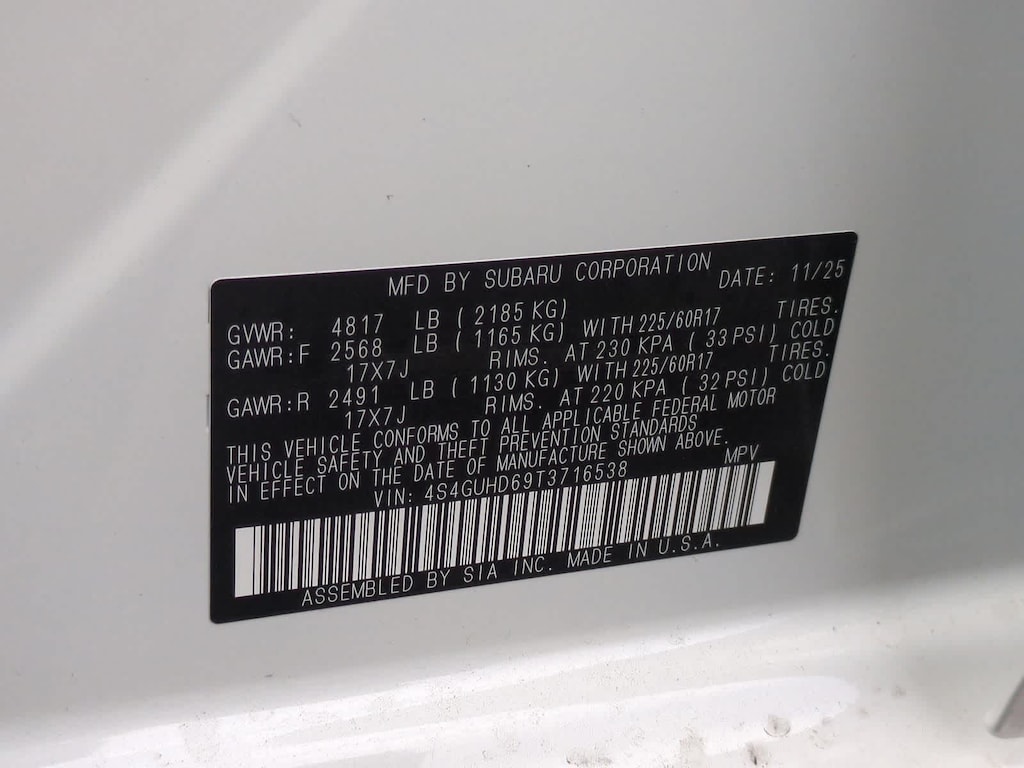 MFD BY SUBARU CORPORATION DATE: 11/25
GVWR: 4817 LB ( 2185 KG)
GAWR:F 2568 LB ( 1165 KG) WITH 225/60R17 TIRES.
17X7J RIMS. AT 230 KPA ( 33 PSI) COLD
GAWR:R 2491 LB ( 1130 KG) WITH 225/60R17 TIRES.
17X7J RIMS. AT 220 KPA ( 32 PSI) COLD
THIS VEHICLE CONFORMS TO ALL APPLICABLE FEDERAL MOTOR
VEHICLE SAFETY AND THEFT PREVENTION STANDARDS
IN EFFECT ON THE DATE OF MANUFACTURE SHOWN ABOVE.
VIN: 4S4GUHD69T3716538 MPV
ASSEMBLED BY SIA INC. MADE IN U.S.A.